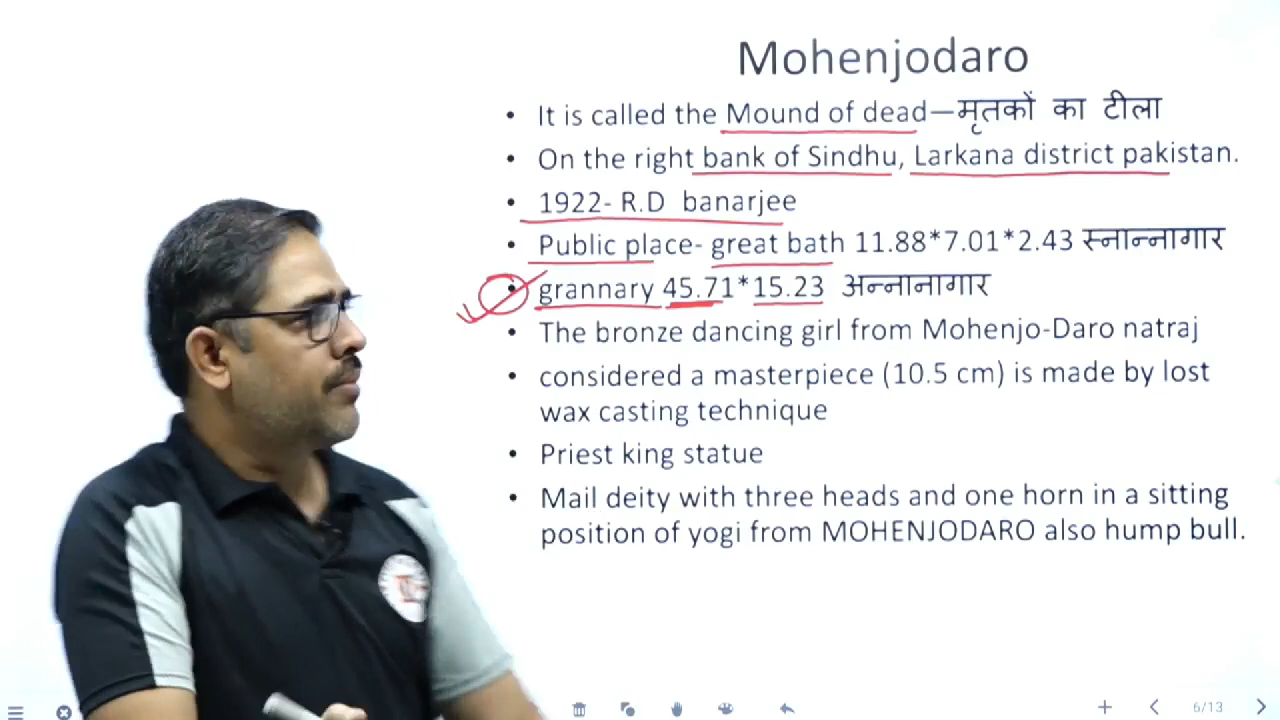 Mohenjodaro
• It is called the Mound of dead—मृतकों का टीला
• On the right bank of Sindhu, Larkana district pakistan.
• 1922- R.D banarjee
• Public place- great bath 11.88*7.01*2.43 स्नान्नागार
• grannary 45.71*15.23 अन्नानागार
• The bronze dancing girl from Mohenjo-Daro natraj
• considered a masterpiece (10.5 cm) is made by lost
wax casting technique
• Priest king statue
• Mail deity with three heads and one horn in a sitting
position of yogi from MOHENJODARO also hump bull.
6/13